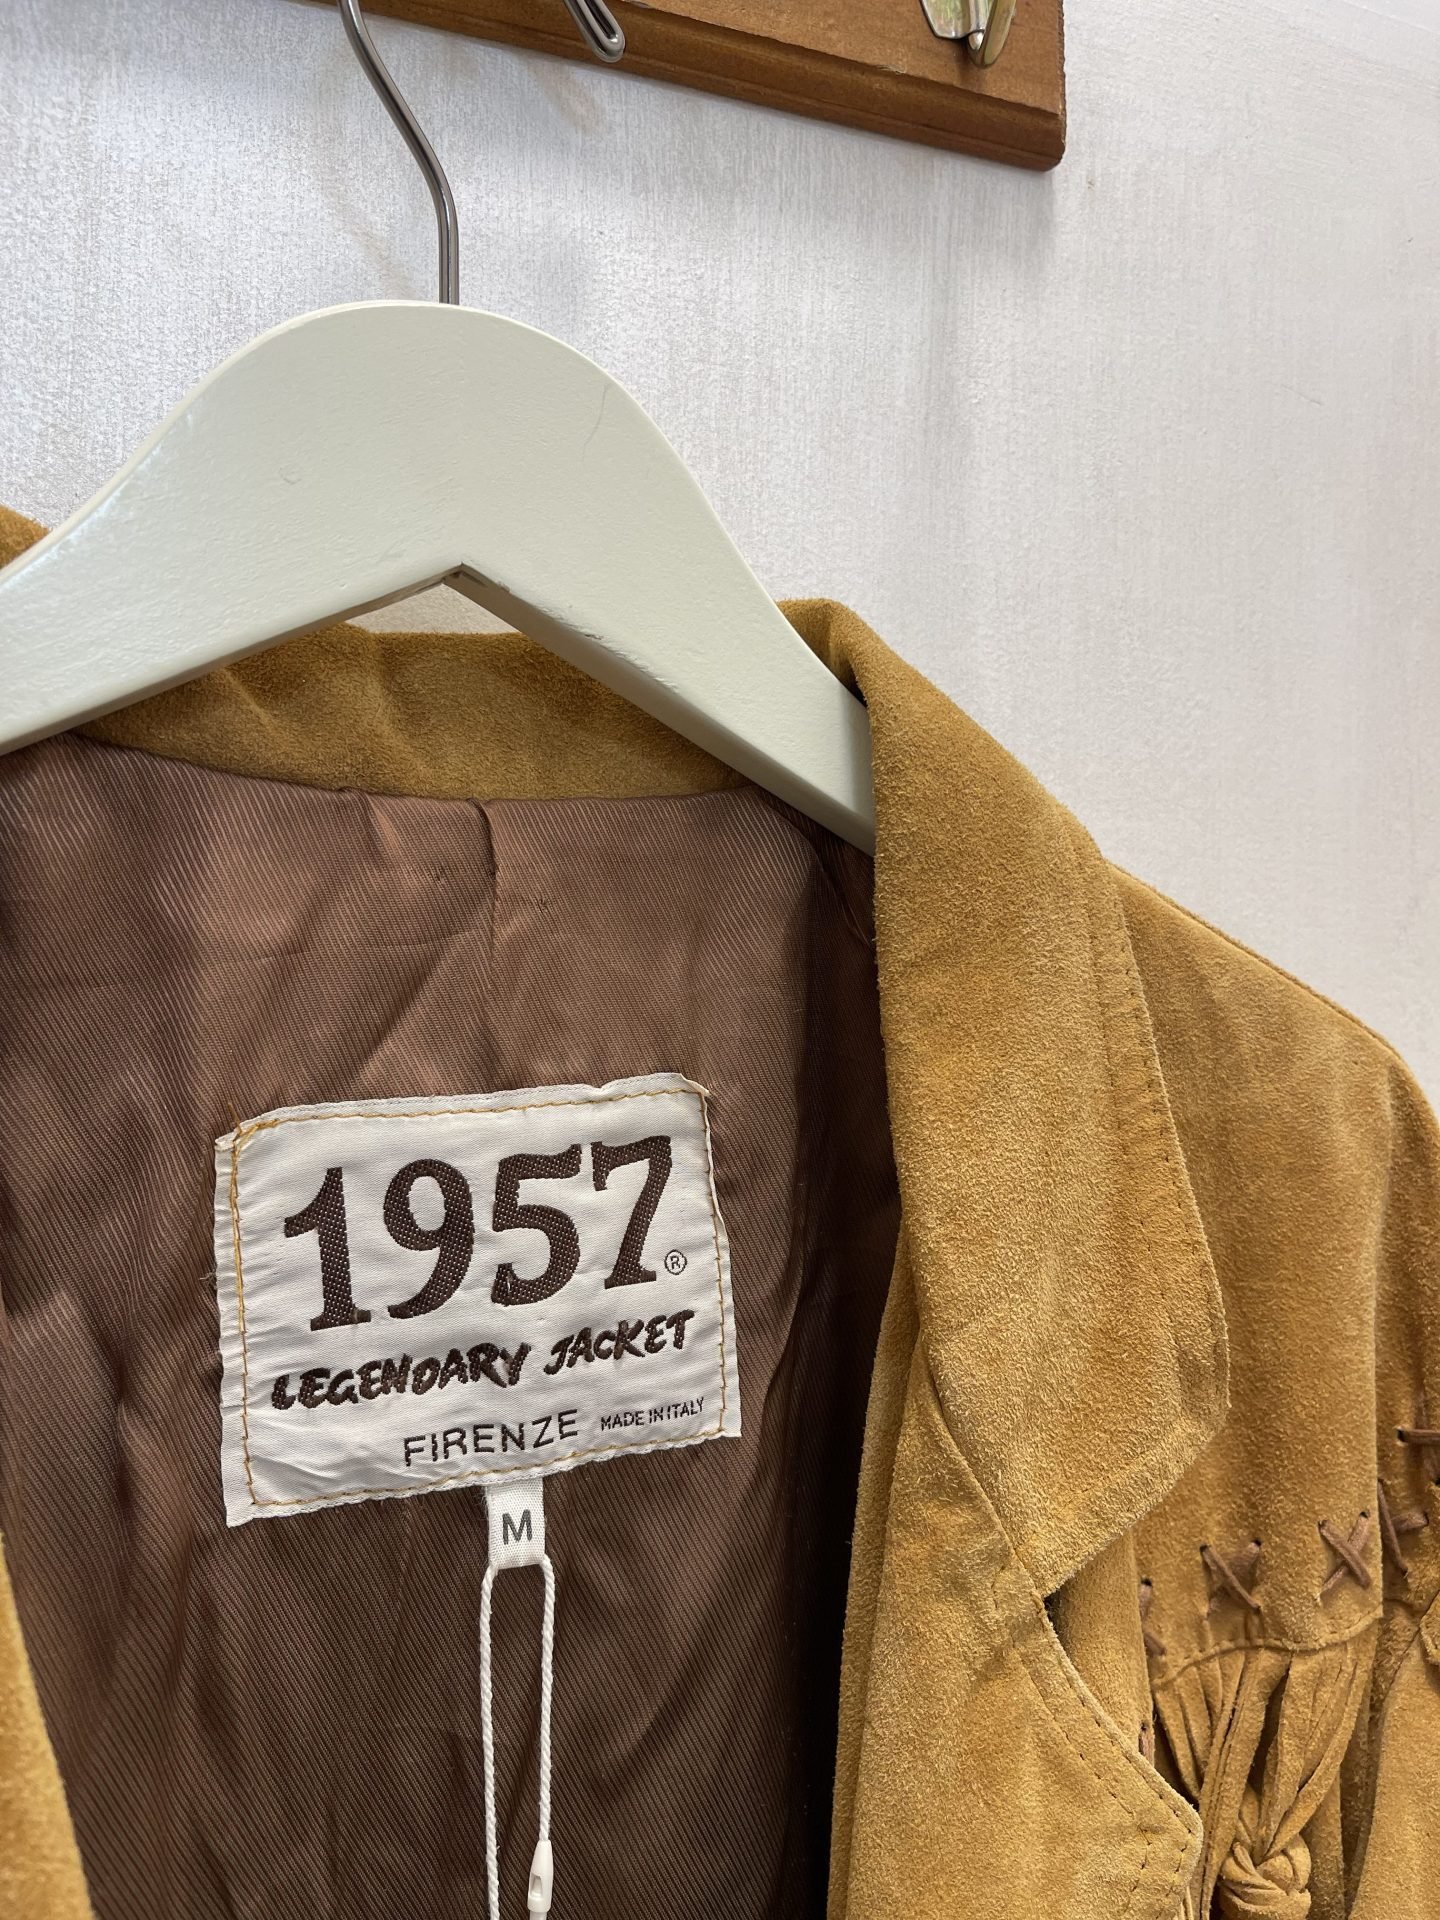 1957®
LEGENDARY JACKET
FIRENZE MADE IN ITALY
M